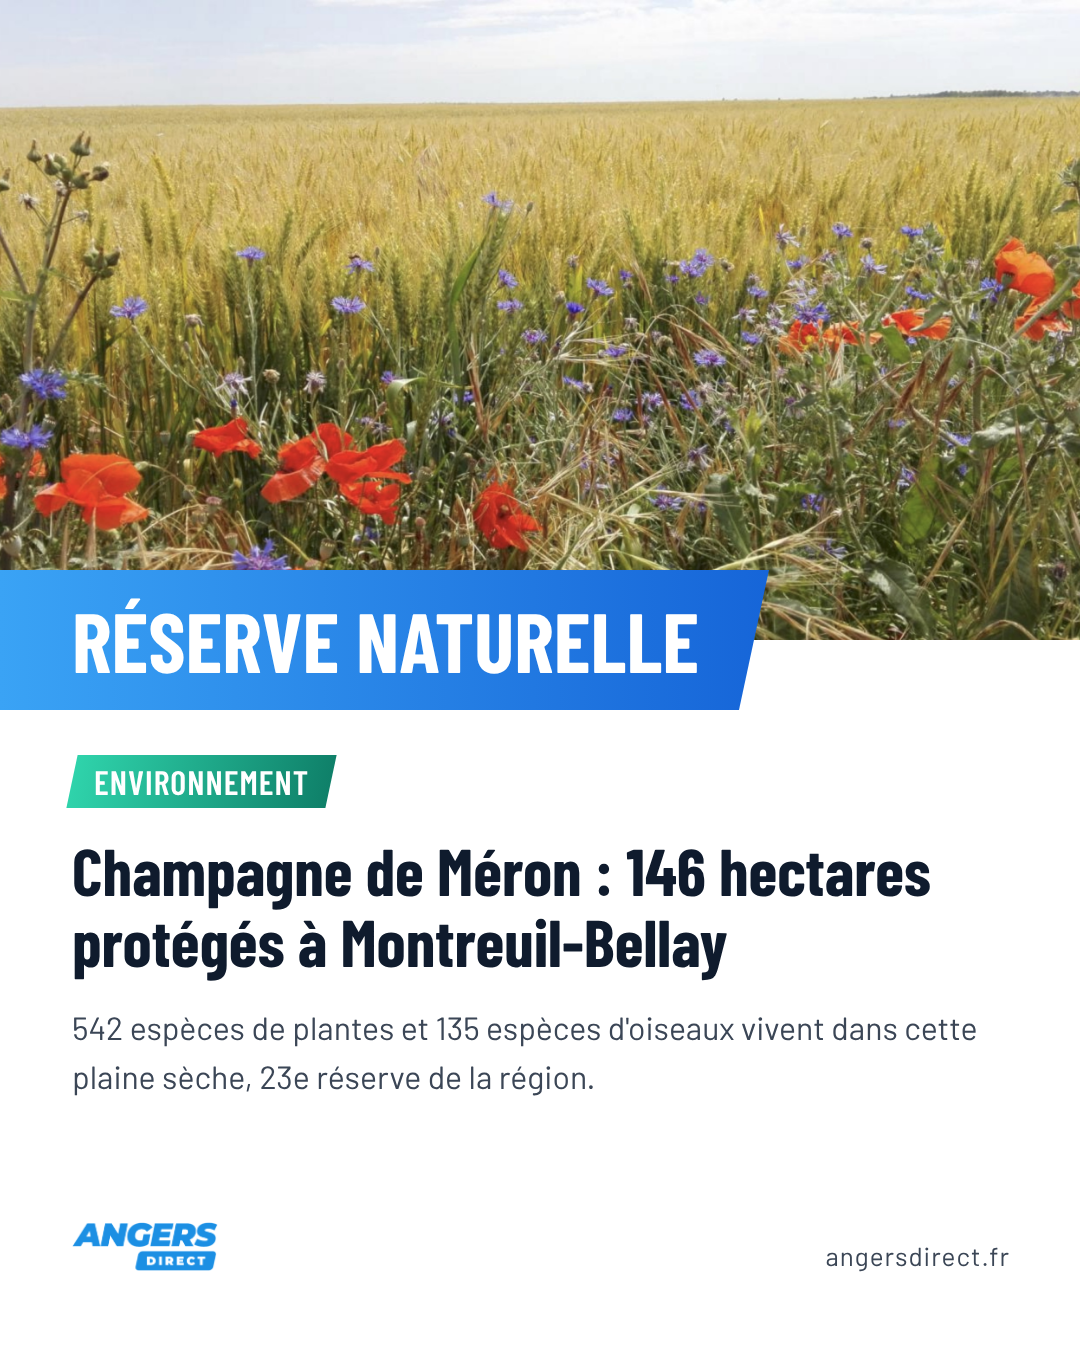 RÉSERVE NATURELLE
ENVIRONNEMENT
Champagne de Méron : 146 hectares
protégés à Montreuil-Bellay
542 espèces de plantes et 135 espèces d'oiseaux vivent dans cette
plaine sèche, 23e réserve de la région.
ANGERS
DIRECT
angersdirect.fr